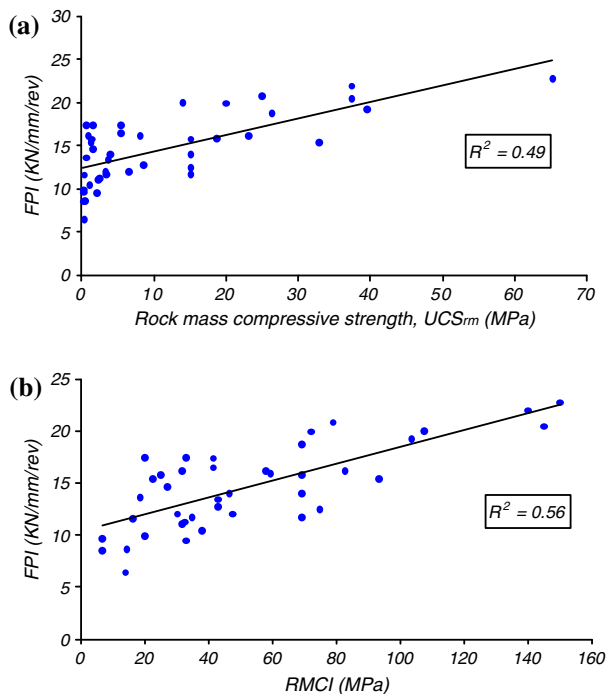 (a)
30
25
20
15
10
5
0
FPI (KN/mm/rev)
R² = 0.49
0 10 20 30 40 50 60 70
Rock mass compressive strength, UCSrm (MPa)
(b)
25
20
15
10
5
0
FPI (KN/mm/rev)
R² = 0.56
0 20 40 60 80 100 120 140 160
RMCI (MPa)